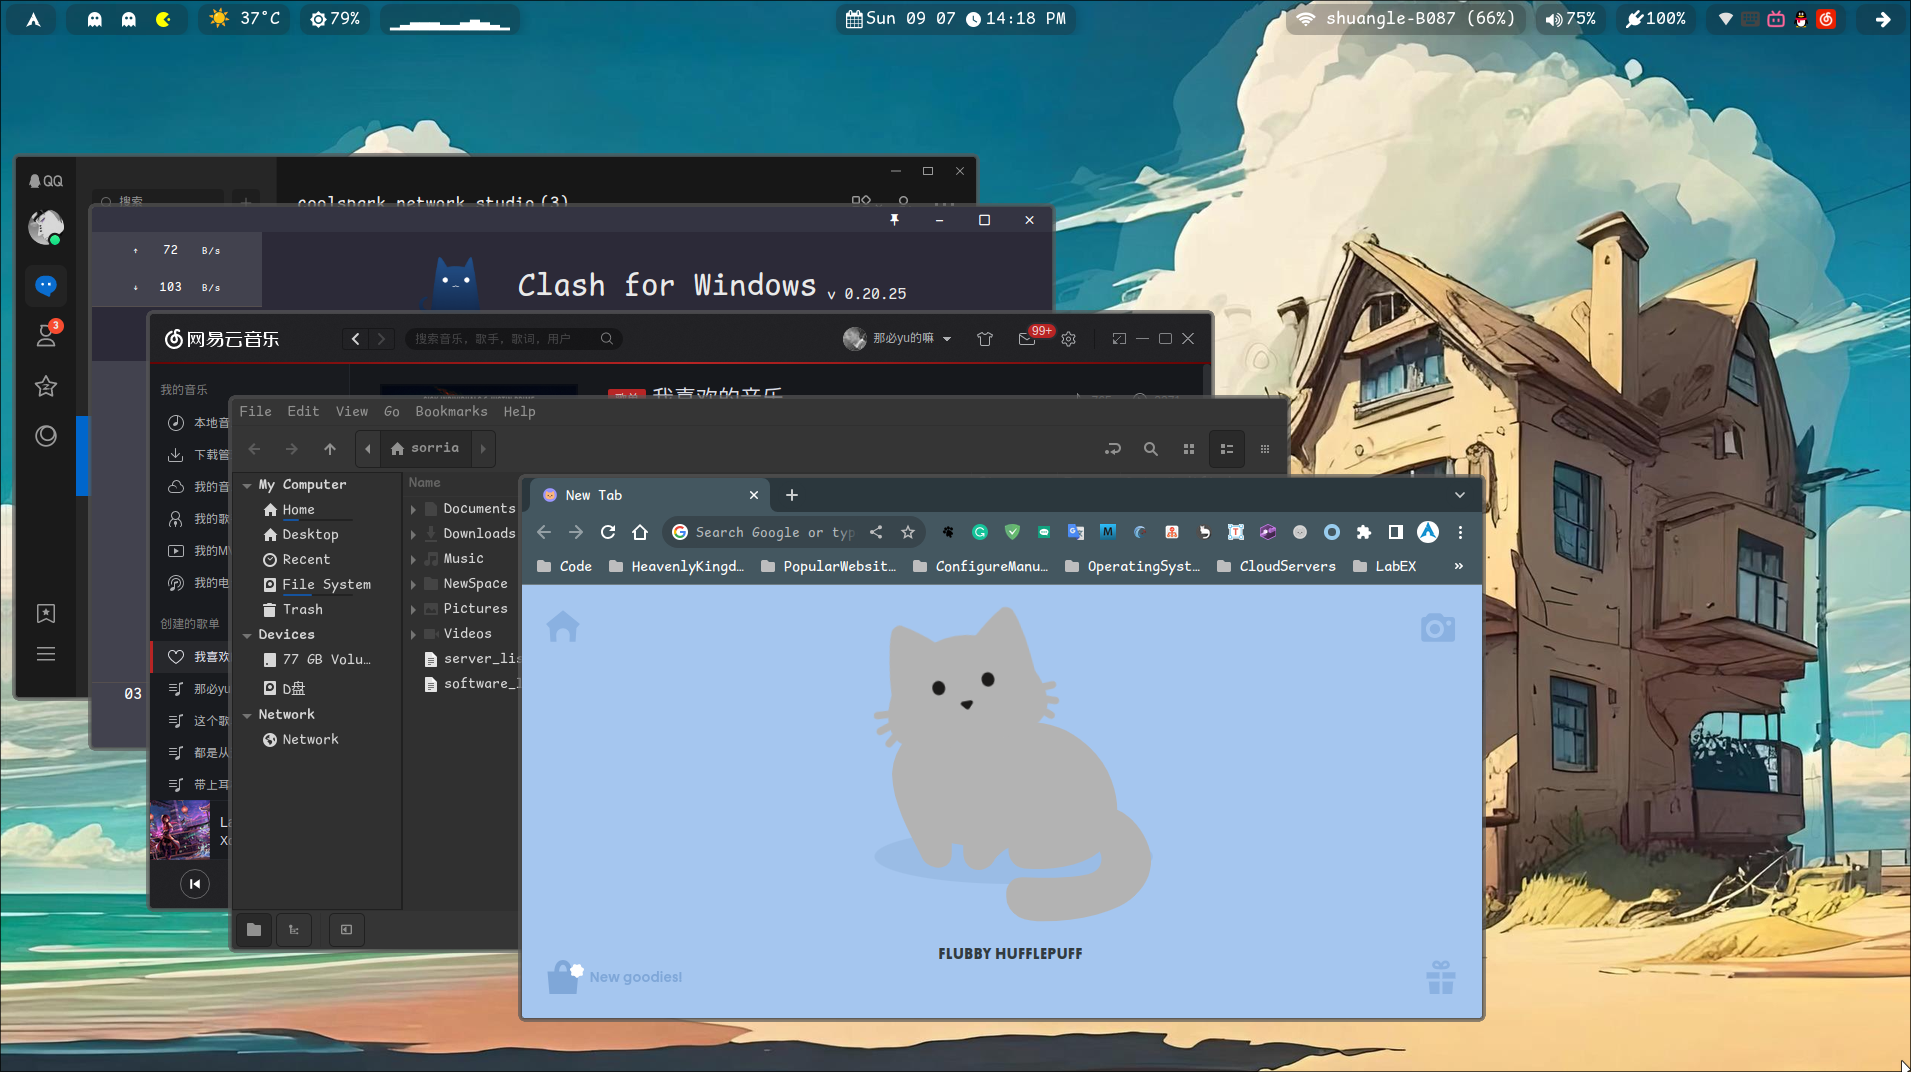 37°C
79%
Sun 09 07 14:18 PM
shuangle-B087 (66%)
75%
100%
QQ
搜索
coolspark network studio(3)
3
↑ 72 B/s
↓ 103 B/s
Clash for Windows v 0.20.25
03
网易云音乐
搜索音乐, 歌手, 歌词, 用户
那必yu的嘛
99+
我的音乐
歌单 我喜欢的音乐
本地音
下载管
我的音
我的歌
我的M
我的电
创建的歌单
我喜欢
那必yu
这个歌
都是从
带上耳
File Edit View Go Bookmarks Help
sorria
My Computer
Home
Desktop
Recent
File System
Trash
Devices
77 GB Volu…
D盘
Network
Network
Name
Documents
Downloads
Music
NewSpace
Pictures
Videos
server_lis
software_l
New Tab
Search Google or typ
Code
HeavenlyKingd…
PopularWebsit…
ConfigureManu…
OperatingSyst…
CloudServers
LabEX
»
FLUBBY HUFFLEPUFF
New goodies!